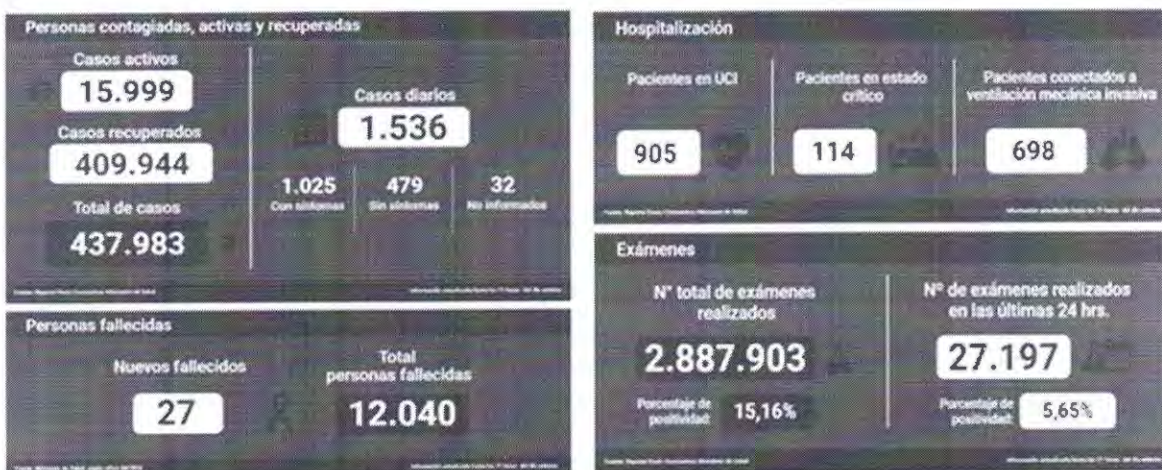 Personas contagiadas, activas y recuperadas
Casos activos
15.999
Casos recuperados
409.944
Total de casos
437.983
Casos diarios
1.536
1.025
Con síntomas
479
Sin síntomas
32
No informados
Personas fallecidas
Nuevos fallecidos
27
Total
personas fallecidas
12.040
Hospitalización
Pacientes en UCI
905
Pacientes en estado
crítico
114
Pacientes conectados a
ventilación mecánica invasiva
698
Exámenes
N° total de exámenes
realizados
2.887.903
Porcentaje de
positividad:
15,16%
N° de exámenes realizados
en las últimas 24 hrs.
27.197
Porcentaje de
positividad:
5,65%